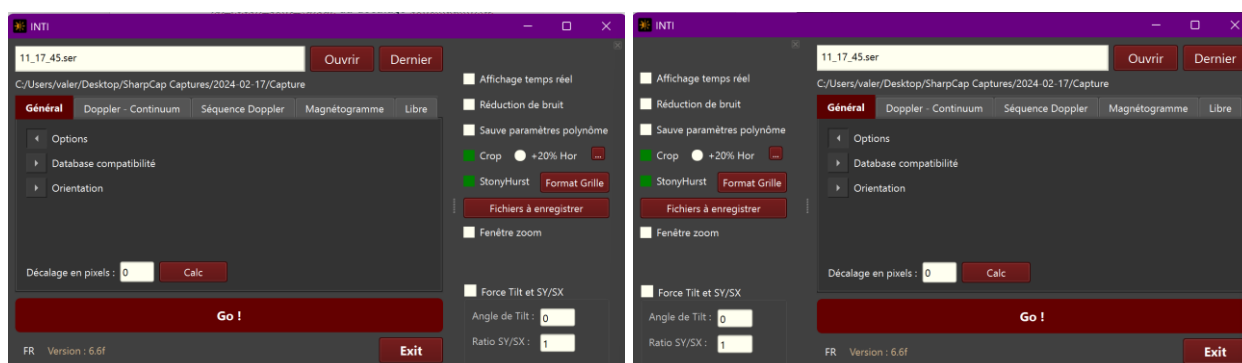 INTI
11_17_45.ser
Ouvrir
Dernier
C:/Users/valer/Desktop/SharpCap Captures/2024-02-17/Capture
Général
Doppler - Continuum
Séquence Doppler
Magnétogramme
Libre
Options
Database compatibilité
Orientation
Décalage en pixels : 0
Calc
Go !
FR Version : 6.6f
Exit
Affichage temps réel
Réduction de bruit
Sauve paramètres polynôme
Crop +20% Hor ...
StonyHurst Format Grille
Fichiers à enregistrer
Fenêtre zoom
Force Tilt et SY/SX
Angle de Tilt : 0
Ratio SY/SX : 1
INTI
Affichage temps réel
Réduction de bruit
Sauve paramètres polynôme
Crop +20% Hor ...
StonyHurst Format Grille
Fichiers à enregistrer
Fenêtre zoom
Force Tilt et SY/SX
Angle de Tilt : 0
Ratio SY/SX : 1
11_17_45.ser
Ouvrir
Dernier
C:/Users/valer/Desktop/SharpCap Captures/2024-02-17/Capture
Général
Doppler - Continuum
Séquence Doppler
Magnétogramme
Libre
Options
Database compatibilité
Orientation
Décalage en pixels : 0
Calc
Go !
FR Version : 6.6f
Exit